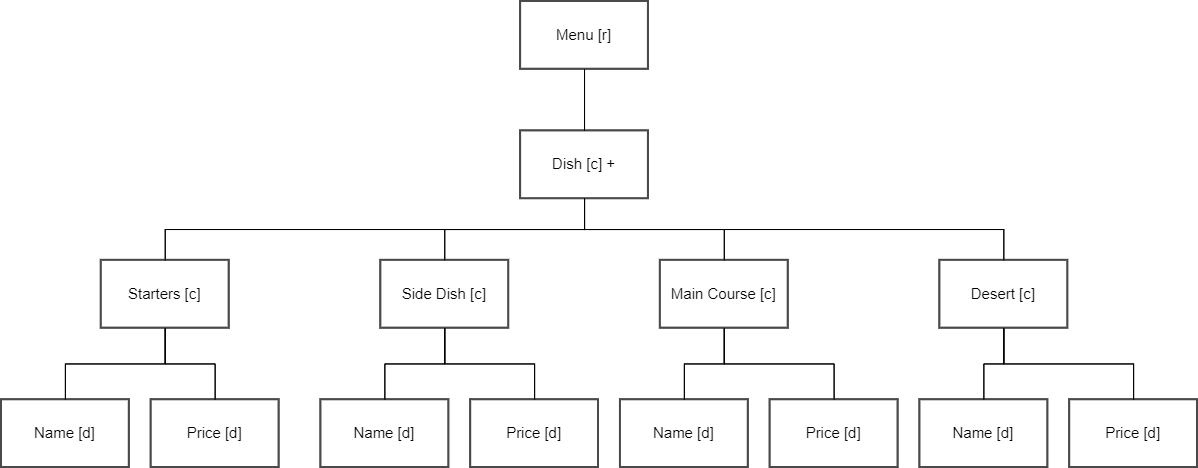 Menu [r]
Dish [c] +
Starters [c]
Side Dish [c]
Main Course [c]
Desert [c]
Name [d]
Price [d]
Name [d]
Price [d]
Name [d]
Price [d]
Name [d]
Price [d]